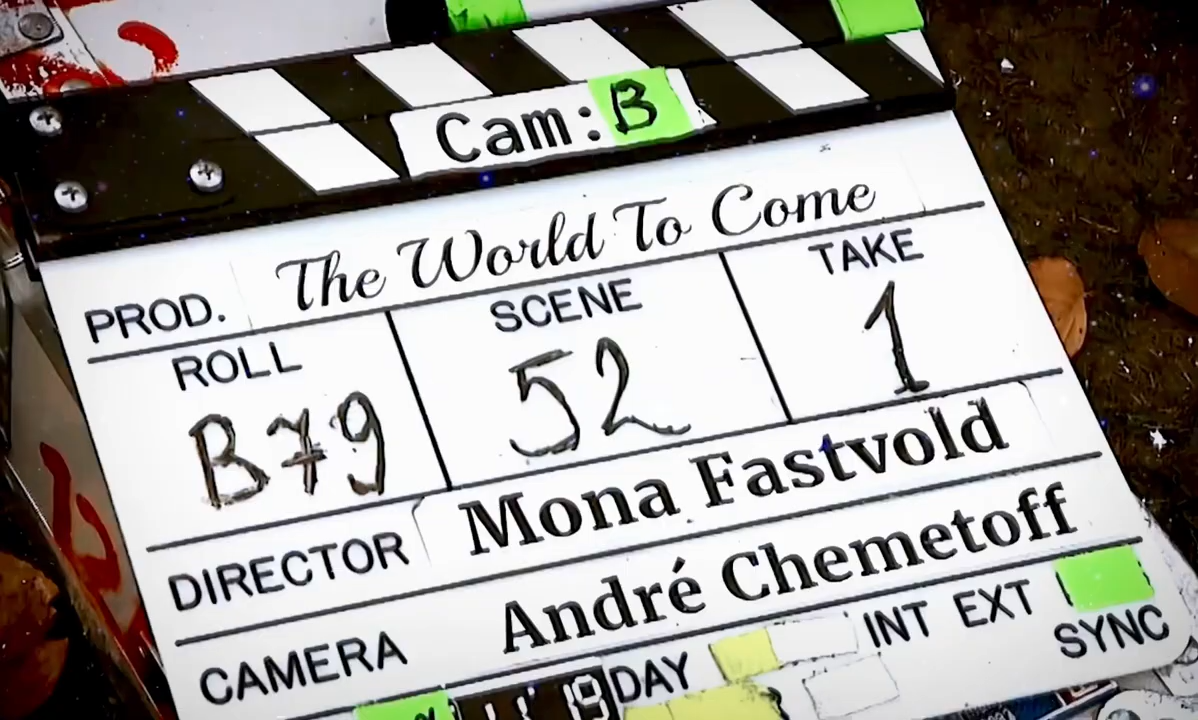 Cam: B
PROD. The World To Come
ROLL SCENE TAKE
B79 52 1
DIRECTOR Mona Fastvold
CAMERA André Chemetoff
DAY INT EXT
SYNC